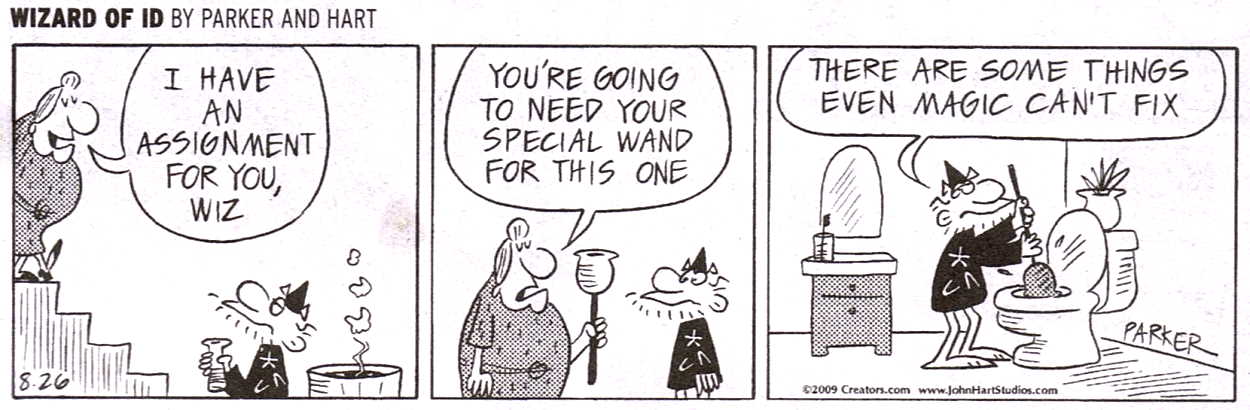 WIZARD OF ID BY PARKER AND HART
I HAVE
AN
ASSIGNMENT
FOR YOU,
WIZ
8.26
YOU'RE GOING
TO NEED YOUR
SPECIAL WAND
FOR THIS ONE
THERE ARE SOME THINGS
EVEN MAGIC CAN'T FIX
PARKER
©2009 Creators.com www.JohnHartStudios.com